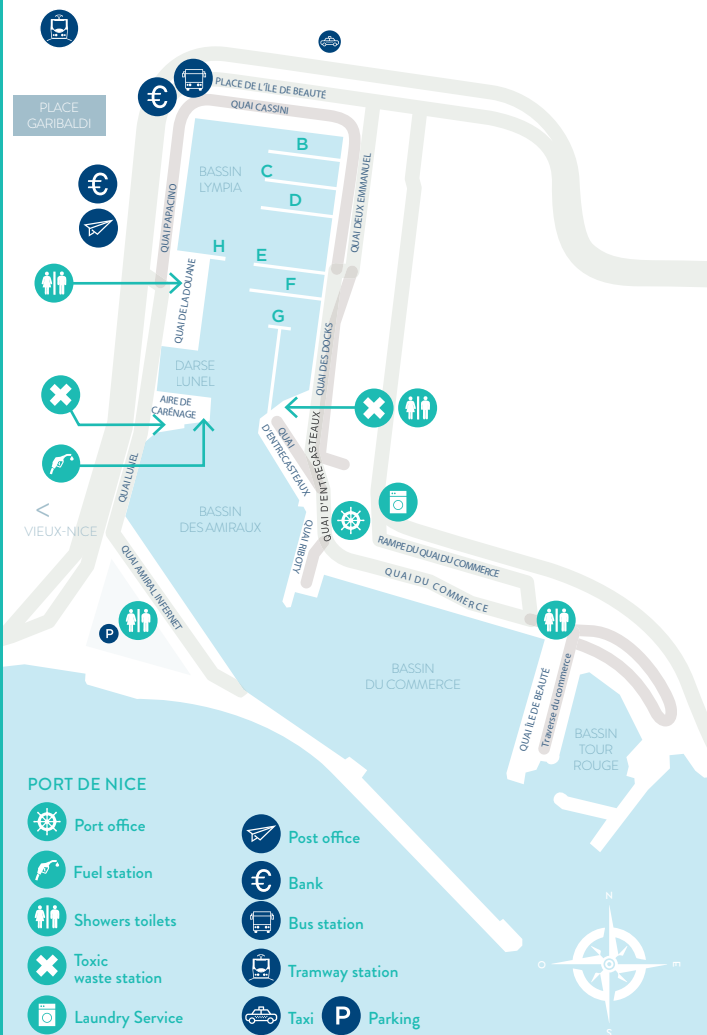 PLACE
GARIBALDI
€
€
PLACE DE L'ÎLE DE BEAUTÉ
QUAI CASSINI
B
BASSIN
LYMPIA
C
D
QUAI PAPACINO
QUAI DEUX EMMANUEL
H
E
F
G
QUAI DE LA DOUANE
QUAI DES DOCKS
DARSE
LUNEL
AIRE DE
CARÉNAGE
QUAI
D'ENTRECASTEAUX
QUAI D'ENTRECASTEAUX
QUAI LUNEL
<
VIEUX-NICE
BASSIN
DES AMIRAUX
QUAI RIBOTY
RAMPE DU QUAI DU COMMERCE
QUAI DU COMMERCE
QUAI AMIRAL INFERNET
P
BASSIN
DU COMMERCE
QUAI ÎLE DE BEAUTÉ
Traverse du commerce
BASSIN
TOUR
ROUGE
PORT DE NICE
Port office
Fuel station
Showers toilets
Toxic
waste station
Laundry Service
Post office
€ Bank
Bus station
Tramway station
Taxi P Parking
N
O
E
S